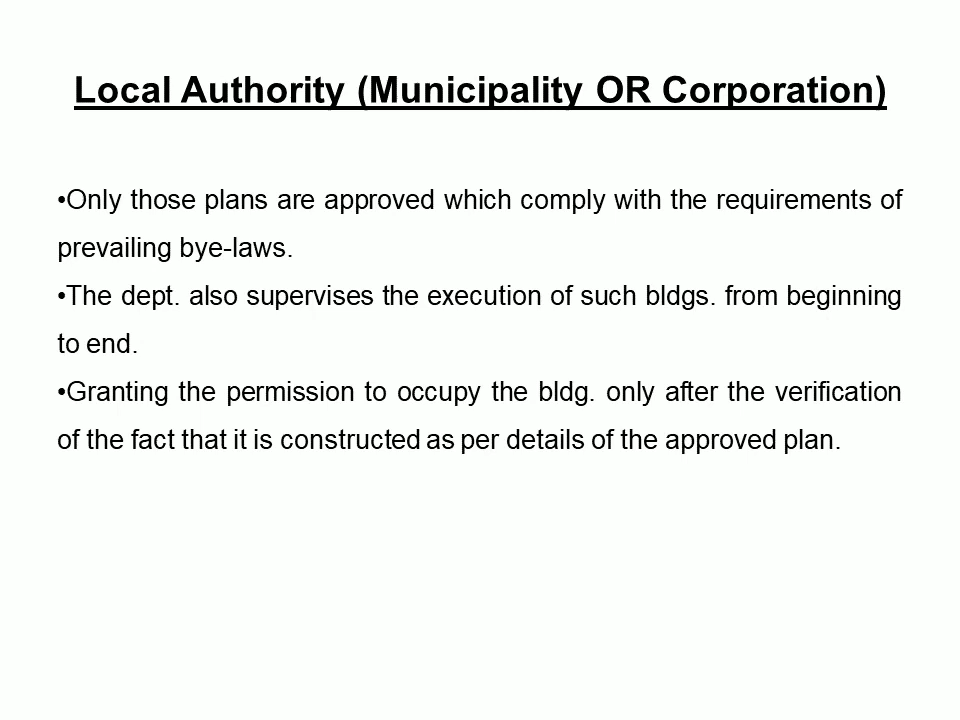 Local Authority (Municipality OR Corporation)
•Only those plans are approved which comply with the requirements of
prevailing bye-laws.
•The dept. also supervises the execution of such bldgs. from beginning
to end.
•Granting the permission to occupy the bldg. only after the verification
of the fact that it is constructed as per details of the approved plan.